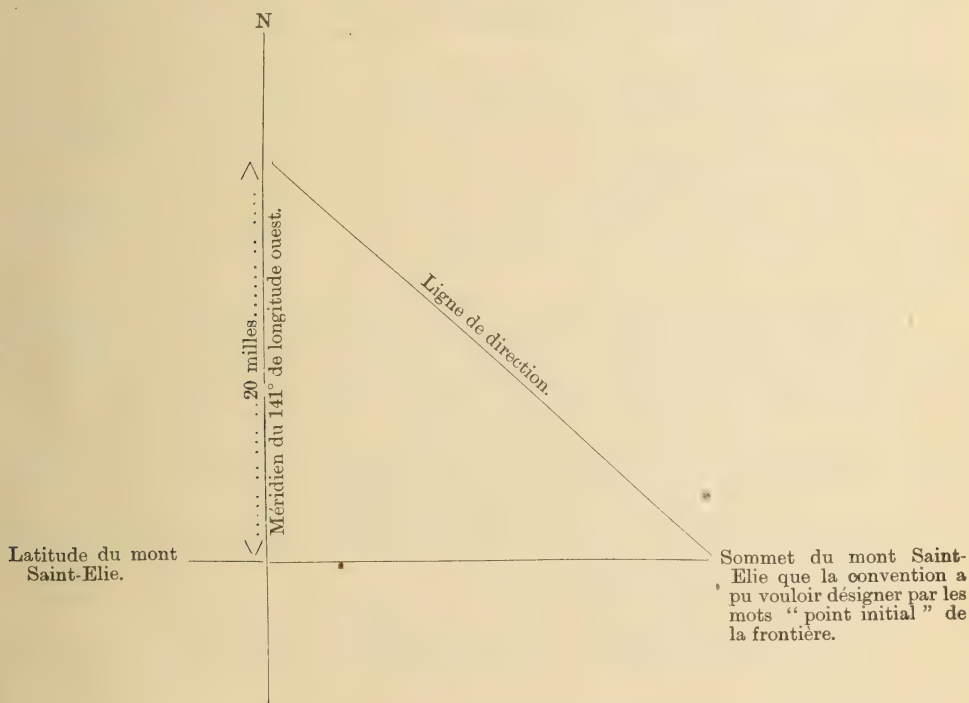 N
20 milles
Méridien du 141° de longitude ouest.
Ligne de direction.
Latitude du mont
Saint-Elie.
Sommet du mont Saint-
Elie que la convention a
pu vouloir désigner par les
mots “ point initial ” de
la frontière.